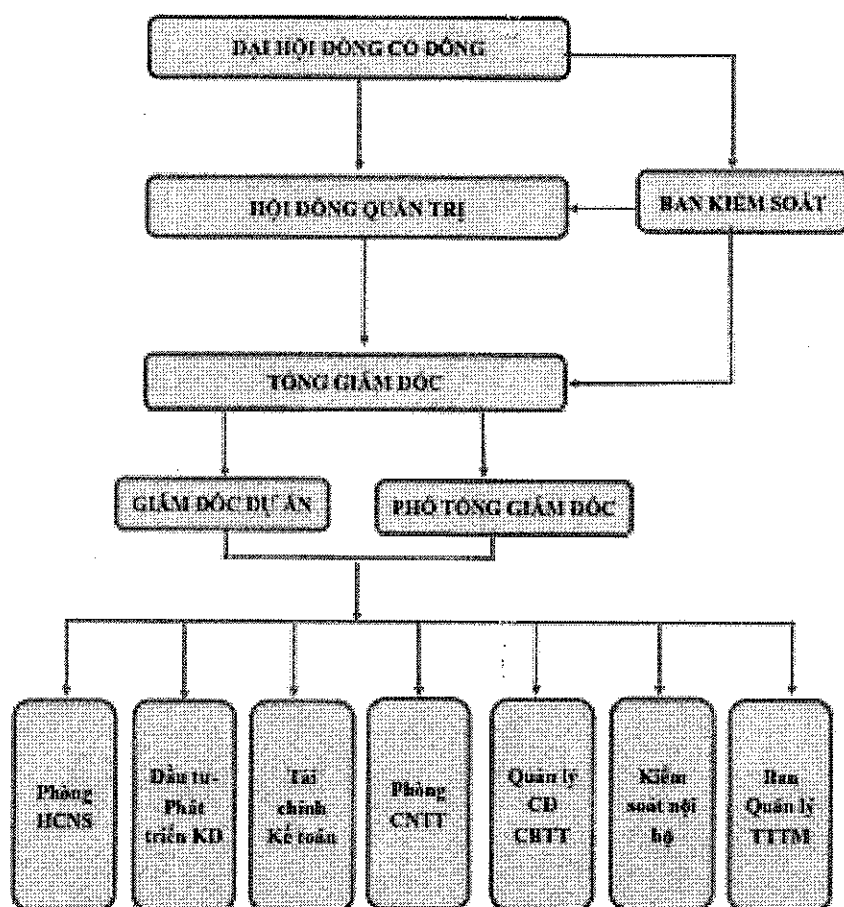 ĐẠI HỘI ĐỒNG CỔ ĐÔNG
HỘI ĐỒNG QUẢN TRỊ
BAN KIỂM SOÁT
TỔNG GIÁM ĐỐC
GIÁM ĐỐC DỰ ÁN
PHÓ TỔNG GIÁM ĐỐC
Phòng
HCNS
Đầu tư-
Phát
triển KD
Tài
chính
Kế toán
Phòng
CNTT
Quản lý
CĐ
CBTT
Kiểm
soát nội
bộ
Ban
Quản lý
TTTM